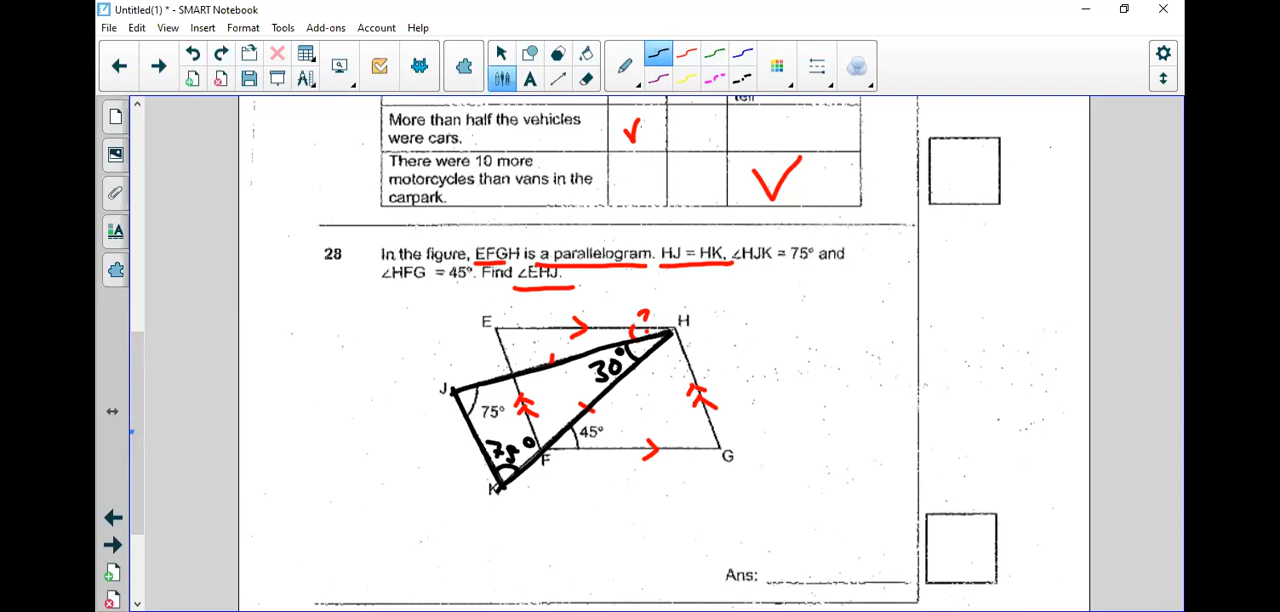 Untitled(1) * - SMART Notebook
File Edit View Insert Format Tools Add-ons Account Help
tell
More than half the vehicles
were cars.
There were 10 more
motorcycles than vans in the
carpark.
28 In the figure, EFGH is a parallelogram. HJ = HK, ∠HJK = 75° and
∠HFG = 45°. Find ∠EHJ.
E H
?
30°
J
75°
75°
45°
F G
K
Ans: